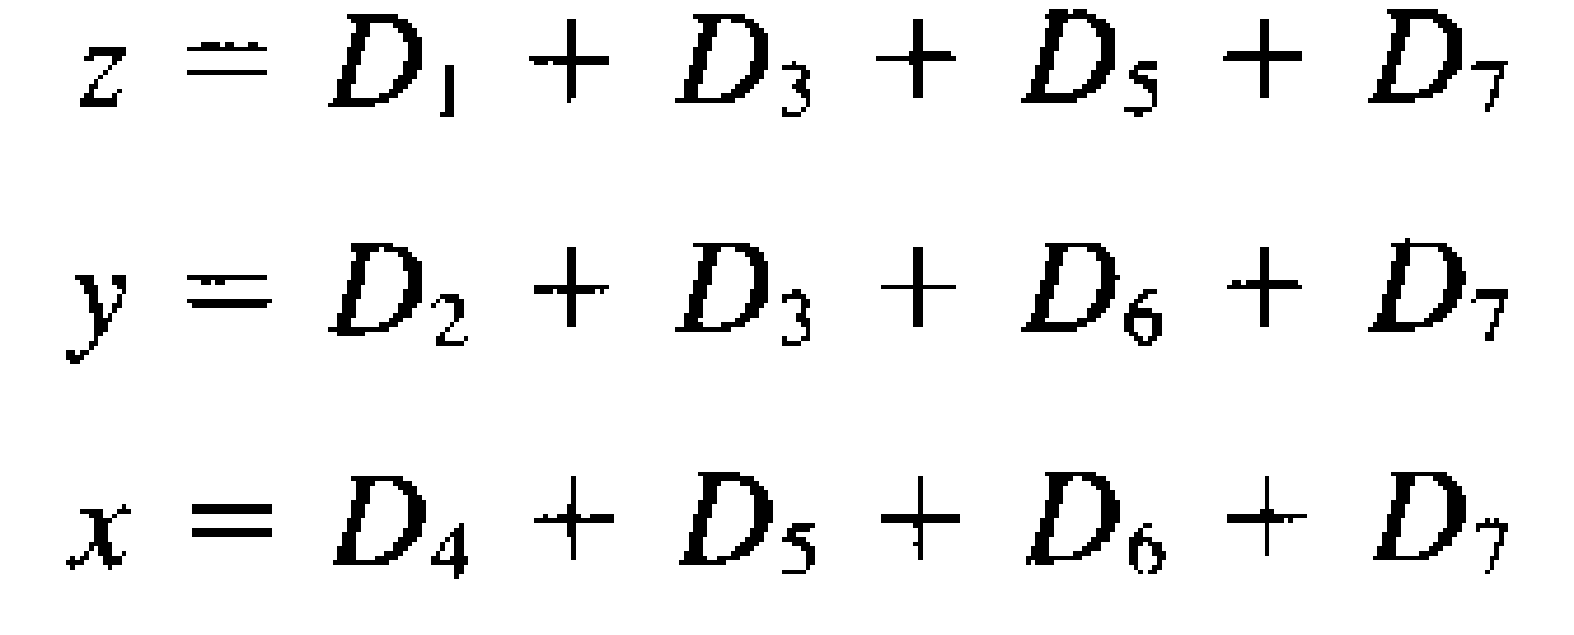 z = D₁ + D₃ + D₅ + D₇
y = D₂ + D₃ + D₆ + D₇
x = D₄ + D₅ + D₆ + D₇